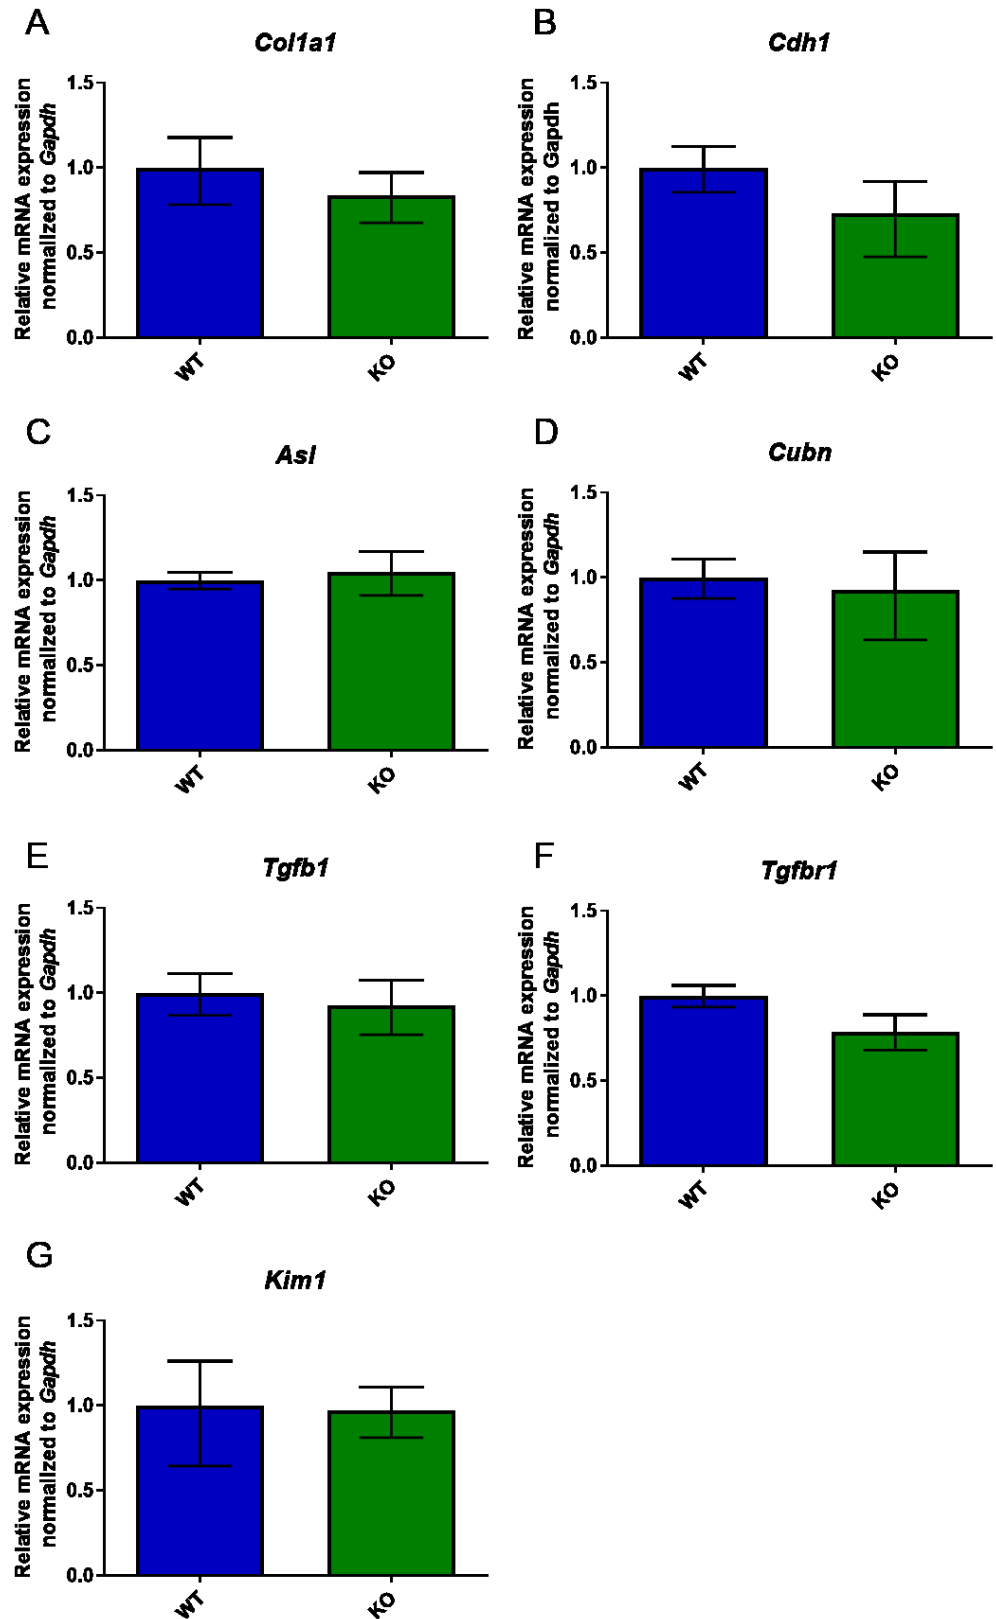 A
Col1a1
Relative mRNA expression
normalized to Gapdh
1.5
1.0
0.5
0.0
WT
KO
B
Cdh1
Relative mRNA expression
normalized to Gapdh
1.5
1.0
0.5
0.0
WT
KO
C
Asl
Relative mRNA expression
normalized to Gapdh
1.5
1.0
0.5
0.0
WT
KO
D
Cubn
Relative mRNA expression
normalized to Gapdh
1.5
1.0
0.5
0.0
WT
KO
E
Tgfb1
Relative mRNA expression
normalized to Gapdh
1.5
1.0
0.5
0.0
WT
KO
F
Tgfbr1
Relative mRNA expression
normalized to Gapdh
1.5
1.0
0.5
0.0
WT
KO
G
Kim1
Relative mRNA expression
normalized to Gapdh
1.5
1.0
0.5
0.0
WT
KO